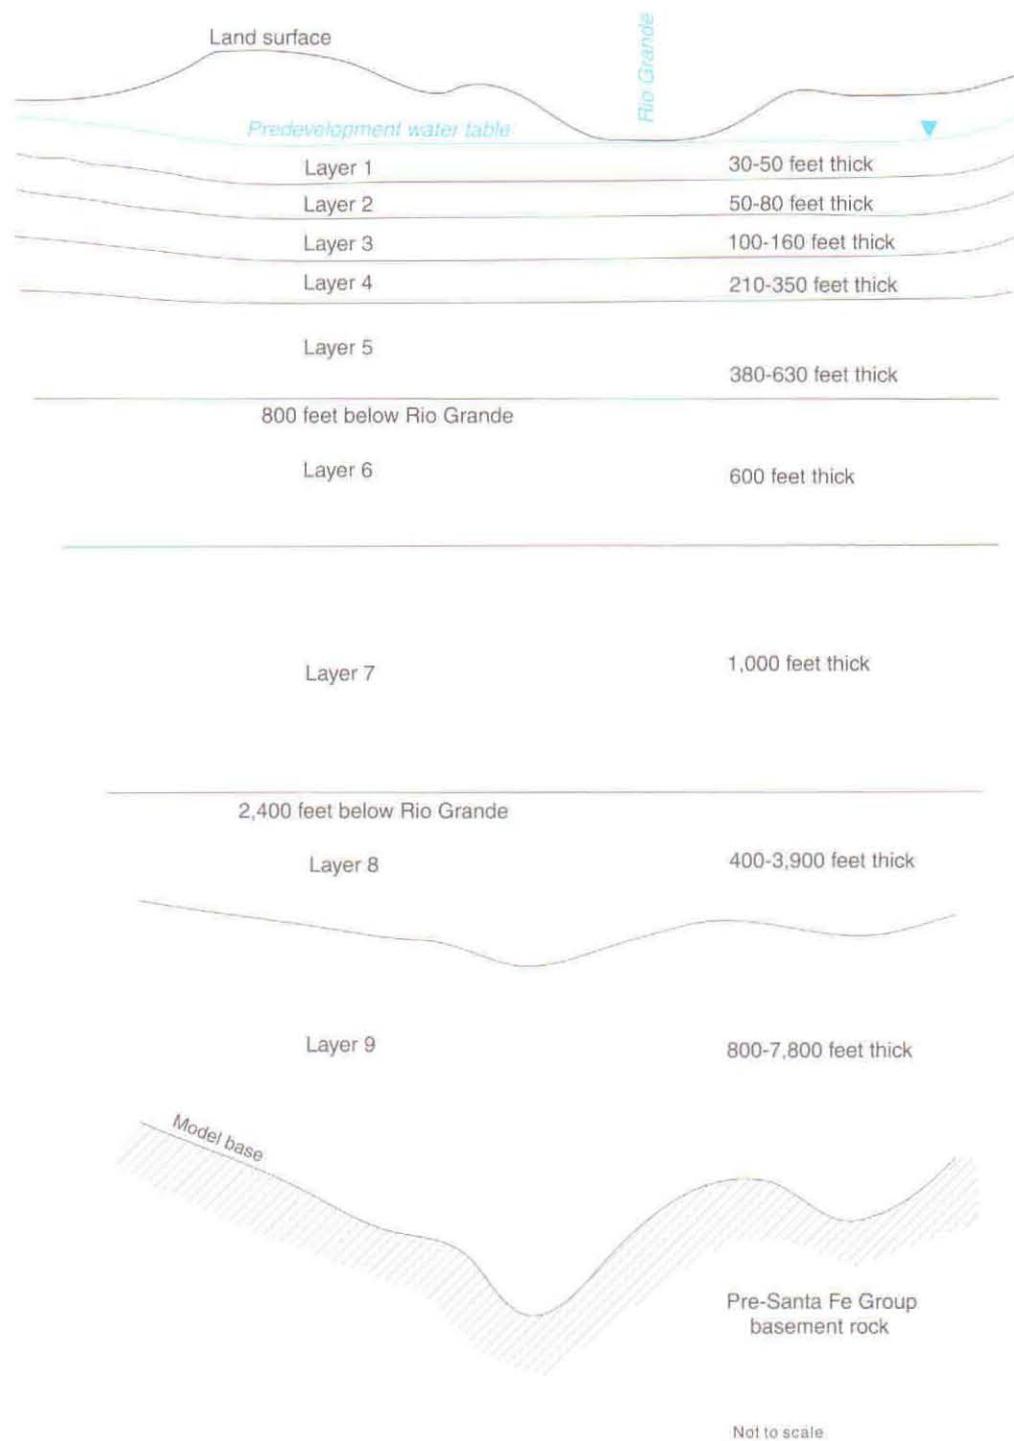 Land surface
Rio Grande
Predevelopment water table
Layer 1
30-50 feet thick
Layer 2
50-80 feet thick
Layer 3
100-160 feet thick
Layer 4
210-350 feet thick
Layer 5
380-630 feet thick
800 feet below Rio Grande
Layer 6
600 feet thick
Layer 7
1,000 feet thick
2,400 feet below Rio Grande
Layer 8
400-3,900 feet thick
Layer 9
800-7,800 feet thick
Model base
Pre-Santa Fe Group
basement rock
Not to scale